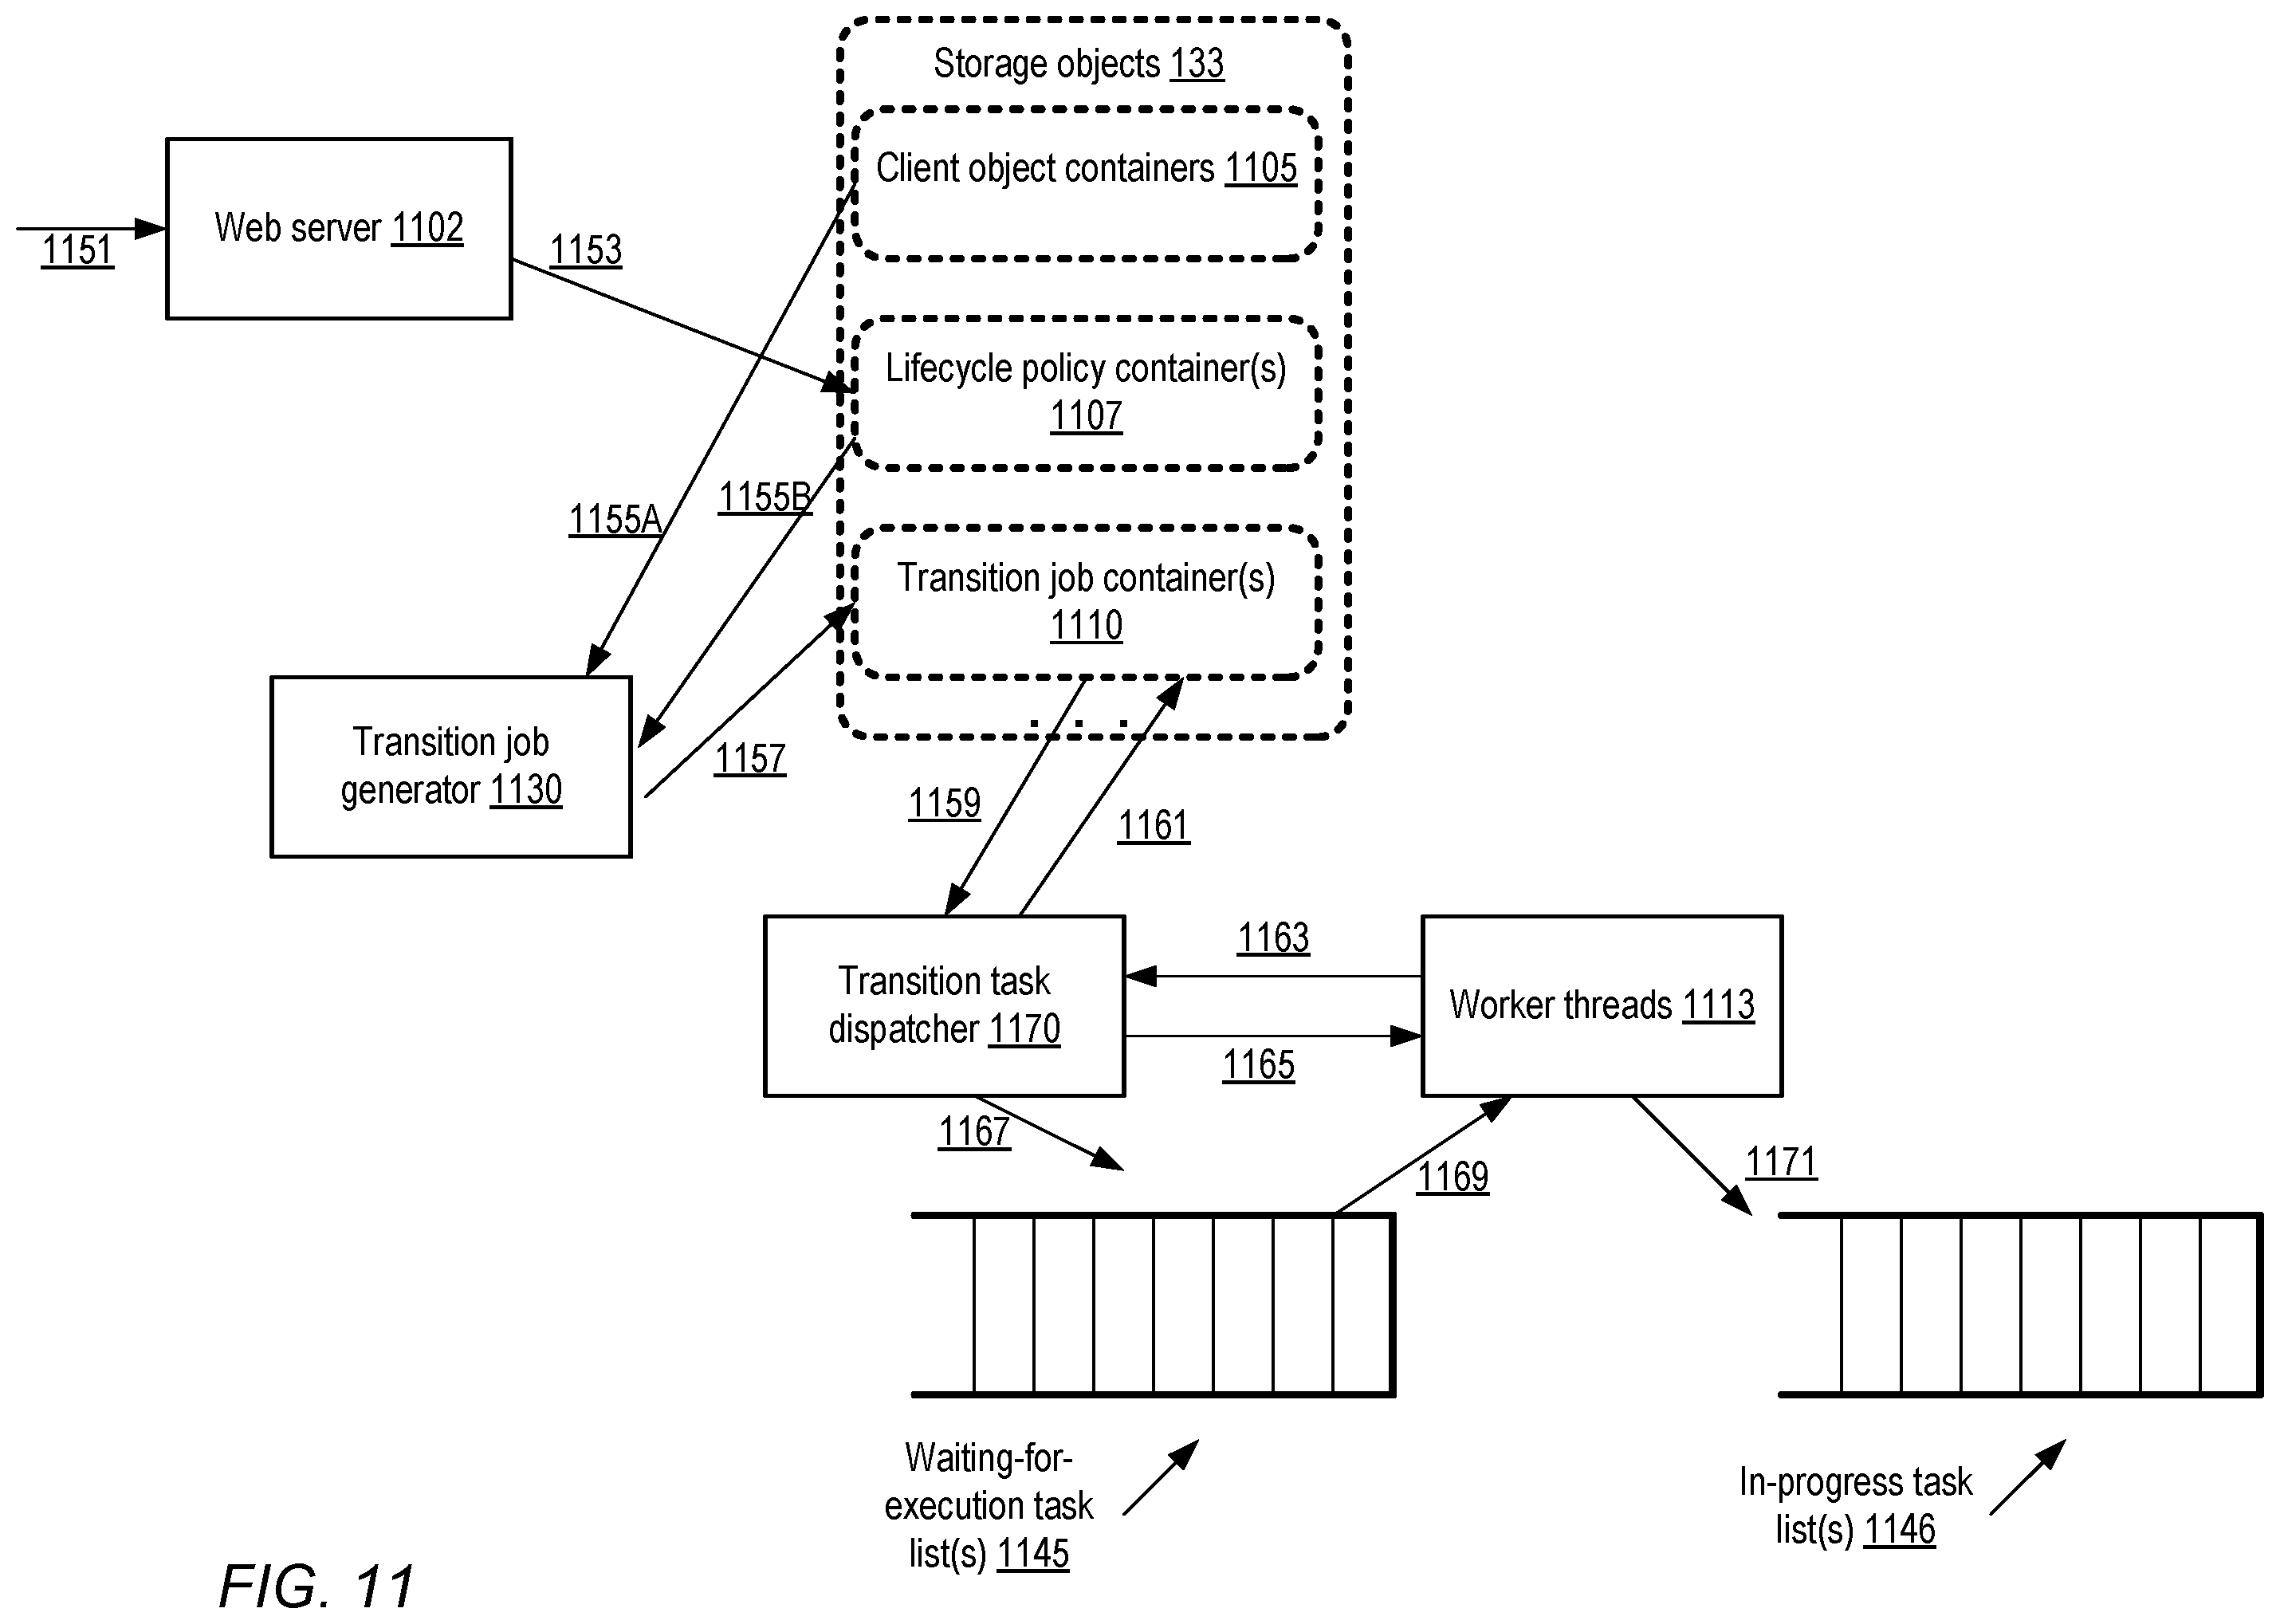 Storage objects 133
Client object containers 1105
Web server 1102
1151
1153
Lifecycle policy container(s)
1107
1155A
1155B
Transition job container(s)
1110
. . .
Transition job
generator 1130
1157
1159
1161
Transition task
dispatcher 1170
1163
1165
Worker threads 1113
1167
1169
1171
Waiting-for-
execution task
list(s) 1145
In-progress task
list(s) 1146
FIG. 11